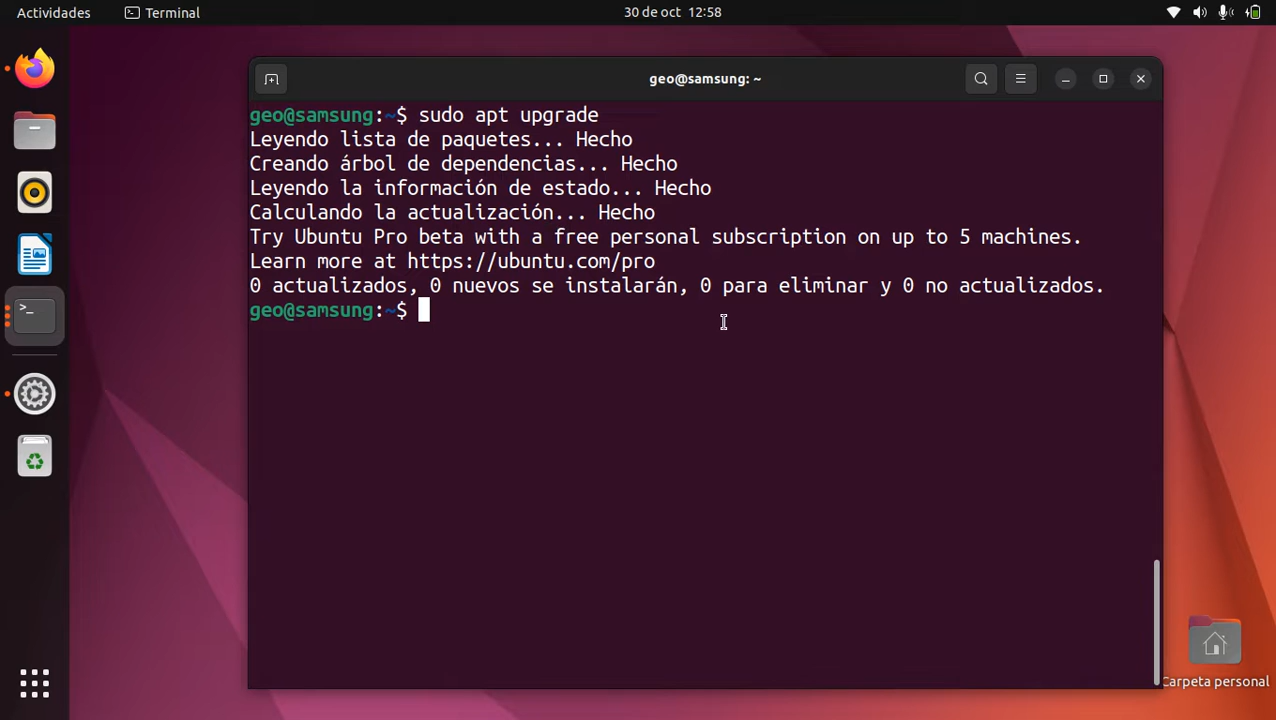 Actividades
Terminal
30 de oct 12:58
geo@samsung: ~
geo@samsung:~$ sudo apt upgrade
Leyendo lista de paquetes... Hecho
Creando árbol de dependencias... Hecho
Leyendo la información de estado... Hecho
Calculando la actualización... Hecho
Try Ubuntu Pro beta with a free personal subscription on up to 5 machines.
Learn more at https://ubuntu.com/pro
0 actualizados, 0 nuevos se instalarán, 0 para eliminar y 0 no actualizados.
geo@samsung:~$
Carpeta personal